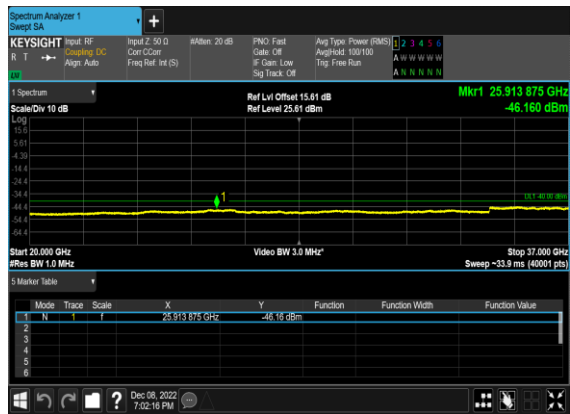 Spectrum Analyzer 1
Swept SA
KEYSIGHT Input: RF Input Z: 50 Ω #Atten: 20 dB PNO: Fast Avg Type: Power (RMS) 1 2 3 4 5 6
R T Coupling: DC Corr CCorr Gate: Off Avg|Hold: 100/100 A W W W W W
Align: Auto Freq Ref: Int (S) IF Gain: Low Trig: Free Run
Sig Track: Off A N N N N N
1 Spectrum Ref Lvl Offset 15.61 dB Mkr1 25.913 875 GHz
Scale/Div 10 dB Ref Level 25.61 dBm -46.160 dBm
Log
15.6
5.61
-4.39
-14.4
-24.4
-34.4
-44.4
-54.4
-64.4
1
DL1 -40.00 dBm
Start 20.000 GHz Video BW 3.0 MHz* Stop 37.000 GHz
#Res BW 1.0 MHz Sweep ~33.9 ms (40001 pts)
5 Marker Table
Mode Trace Scale X Y Function Function Width Function Value
1 N 1 f 25.913 875 GHz -46.16 dBm
2
3
4
5
6
? Dec 08, 2022
7:02:16 PM